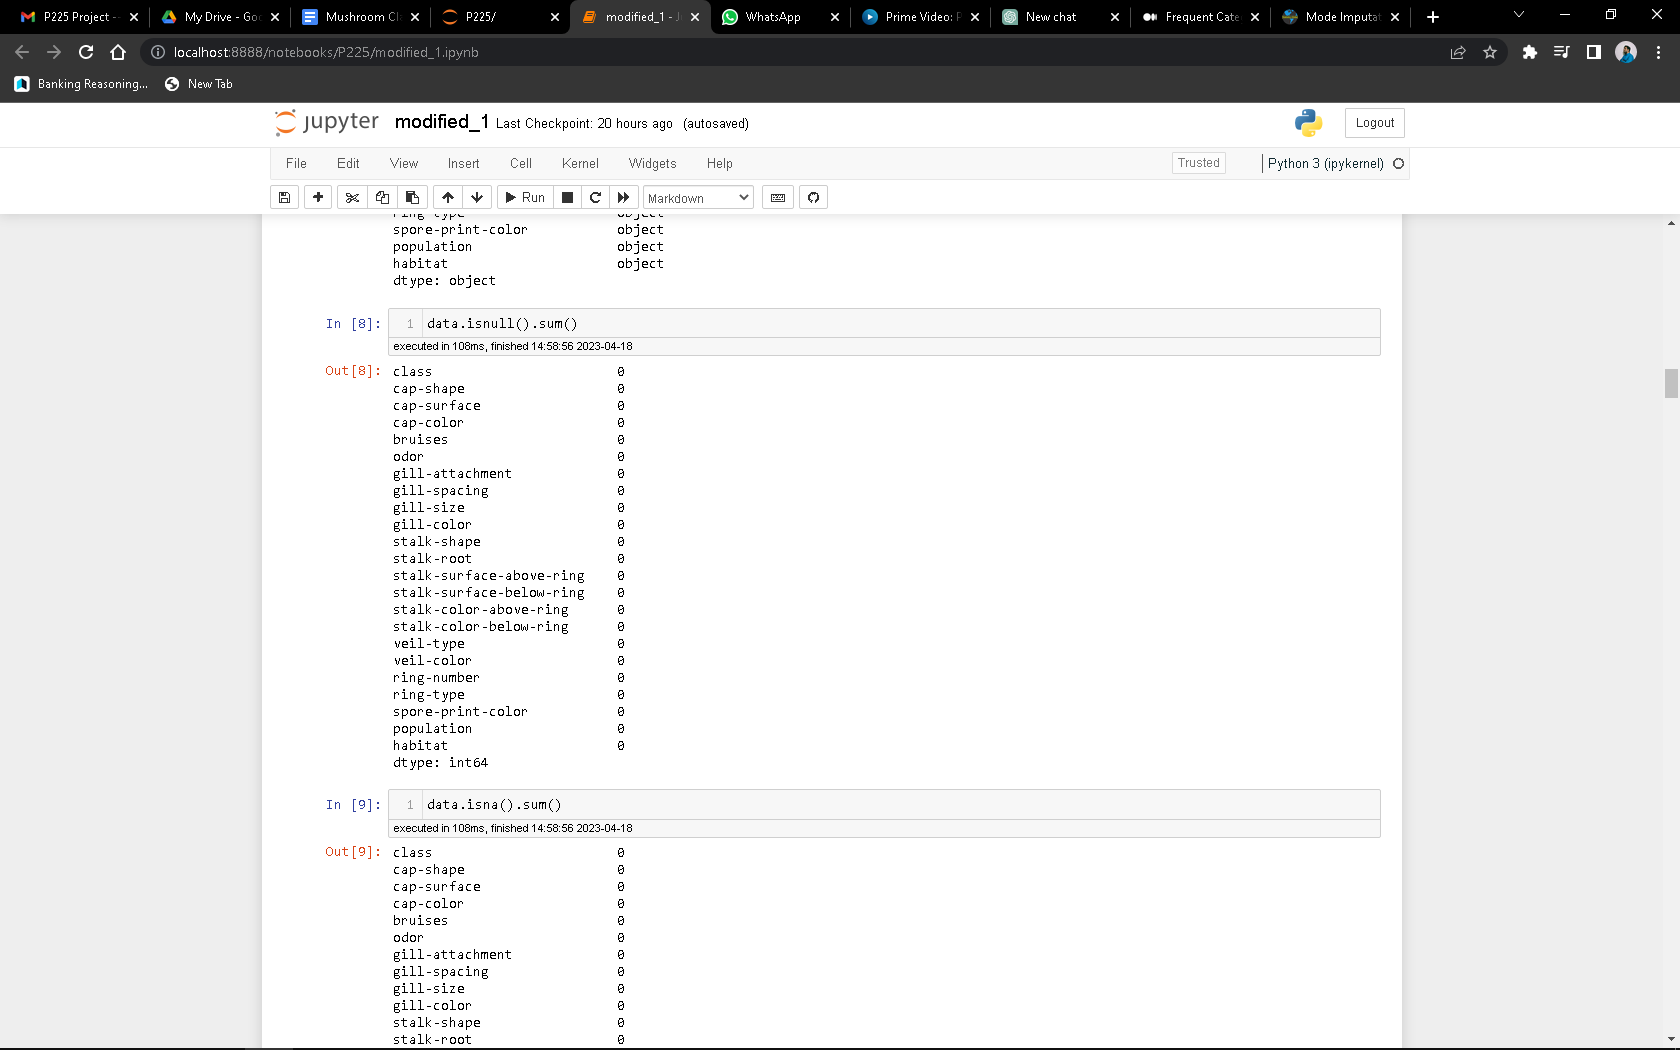 P225 Project -
My Drive - Goo
Mushroom Cl
P225/
modified_1 - J
WhatsApp
Prime Video: P
New chat
Frequent Cate
Mode Imputat
localhost:8888/notebooks/P225/modified_1.ipynb
Banking Reasoning...
New Tab
jupyter modified_1 Last Checkpoint: 20 hours ago (autosaved)
Logout
File Edit View Insert Cell Kernel Widgets Help
Trusted
Python 3 (ipykernel)
Run
Markdown
ring-type object
spore-print-color object
population object
habitat object
dtype: object
In [8]: 1 data.isnull().sum()
executed in 108ms, finished 14:58:56 2023-04-18
Out[8]: class 0
cap-shape 0
cap-surface 0
cap-color 0
bruises 0
odor 0
gill-attachment 0
gill-spacing 0
gill-size 0
gill-color 0
stalk-shape 0
stalk-root 0
stalk-surface-above-ring 0
stalk-surface-below-ring 0
stalk-color-above-ring 0
stalk-color-below-ring 0
veil-type 0
veil-color 0
ring-number 0
ring-type 0
spore-print-color 0
population 0
habitat 0
dtype: int64
In [9]: 1 data.isna().sum()
executed in 108ms, finished 14:58:56 2023-04-18
Out[9]: class 0
cap-shape 0
cap-surface 0
cap-color 0
bruises 0
odor 0
gill-attachment 0
gill-spacing 0
gill-size 0
gill-color 0
stalk-shape 0
stalk-root 0